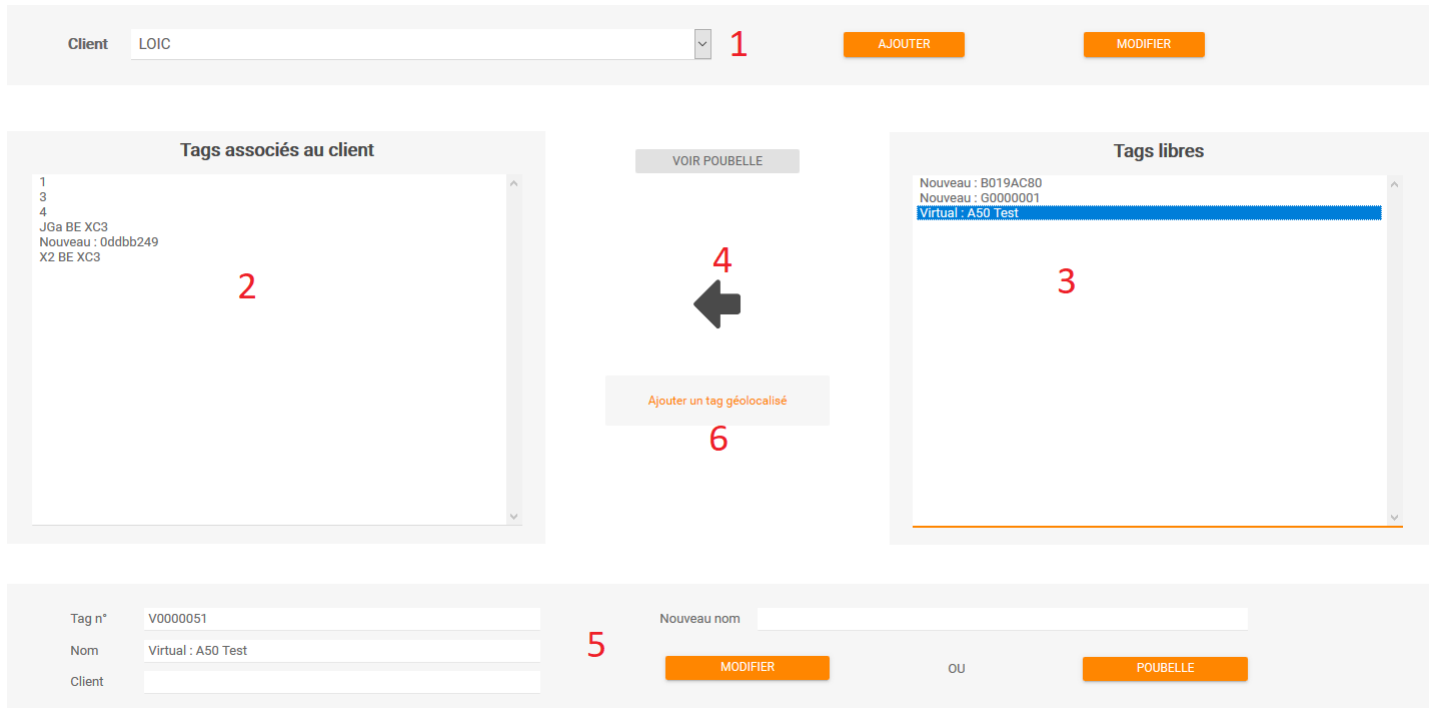 Client LOIC 1 AJOUTER MODIFIER
Tags associés au client
1
3
4
JGa BE XC3
Nouveau : 0ddbb249
X2 BE XC3
2
VOIR POUBELLE
4
Ajouter un tag géolocalisé
6
Tags libres
Nouveau : B019AC80
Nouveau : G0000001
Virtual : A50 Test
3
Tag n° V0000051
Nom Virtual : A50 Test
Client
5
Nouveau nom
MODIFIER OU POUBELLE